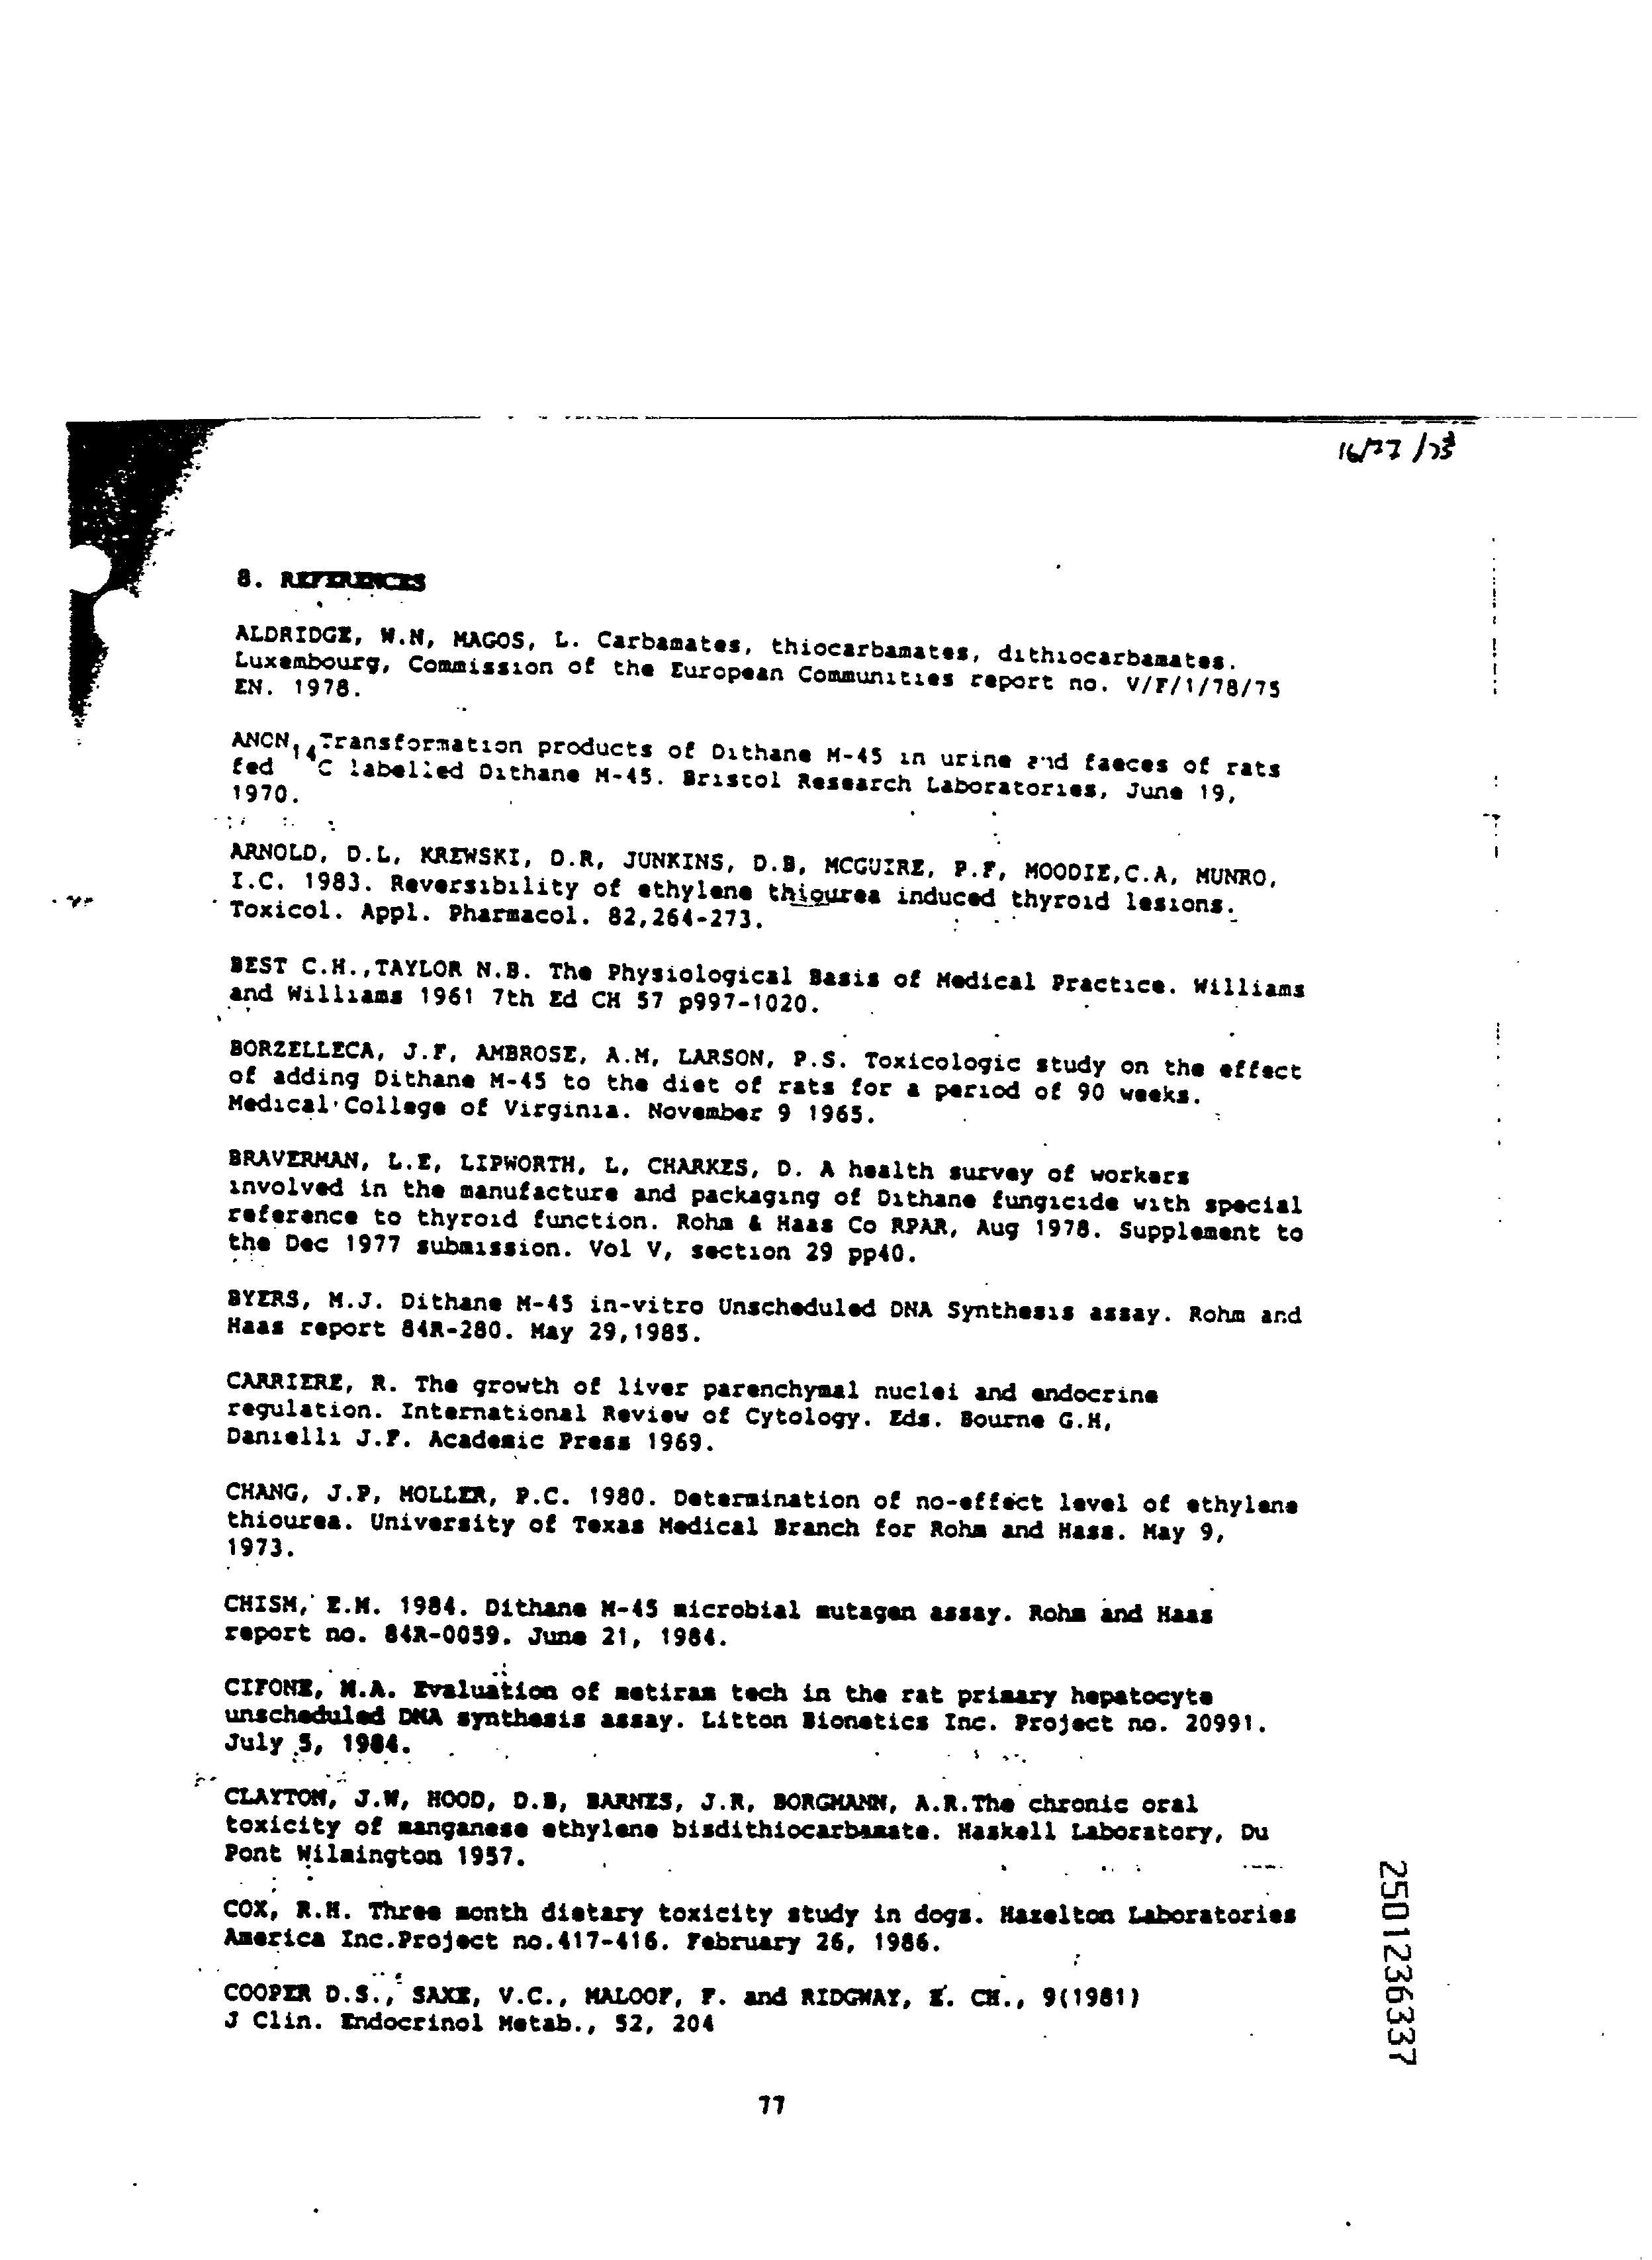 8. REFERENCES
ALDRIDGE, W.N, MAGOS, L. Carbamates, thiocarbamates, dithiocarbamates.
Luxembourg, Commission of the European Communities report no. V/F/1/78/75
EN. 1978.
ANON, Transformation products of Dithane M-45 in urine and faeces of rats
fed 14C labelled Dithane M-45. Bristol Research Laboratories, June 19,
1970.
ARNOLD, D.L, KREWSKI, D.R, JUNKINS, D.B, MCGUIRE, P.F, MOODIE,C.A, MUNRO,
I.C. 1983. Reversibility of ethylene thiourea induced thyroid lesions.
Toxicol. Appl. Pharmacol. 82,264-273.
BEST C.H.,TAYLOR N.B. The Physiological Basis of Medical Practice. Williams
and Williams 1961 7th Ed CH 57 p997-1020.
BORZELLECA, J.F, AMBROSE, A.M, LARSON, P.S. Toxicologic study on the effect
of adding Dithane M-45 to the diet of rats for a period of 90 weeks.
Medical College of Virginia. November 9 1965.
BRAVERMAN, L.E, LIPWORTH, L, CHARKES, D. A health survey of workers
involved in the manufacture and packaging of Dithane fungicide with special
reference to thyroid function. Rohm & Haas Co RPAR, Aug 1978. Supplement to
the Dec 1977 submission. Vol V, section 29 pp40.
BYERS, M.J. Dithane M-45 in-vitro Unscheduled DNA Synthesis assay. Rohm and
Haas report 84R-280. May 29,1985.
CARRIERE, R. The growth of liver parenchymal nuclei and endocrine
regulation. International Review of Cytology. Eds. Bourne G.H,
Danielli J.F. Academic Press 1969.
CHANG, J.P, MOLLER, P.C. 1980. Determination of no-effect level of ethylene
thiourea. University of Texas Medical Branch for Rohm and Hass. May 9,
1973.
CHISM, E.M. 1984. Dithane M-45 microbial mutagen assay. Rohm and Haas
report no. 84R-0059. June 21, 1984.
CIFONE, M.A. Evaluation of metiram tech in the rat primary hepatocyte
unscheduled DNA synthesis assay. Litton Bionetics Inc. Project no. 20991.
July 5, 1984.
CLAYTON, J.W, HOOD, D.B, BARNES, J.R, BORGMANN, A.R.The chronic oral
toxicity of manganese ethylene bisdithiocarbamate. Haskell Laboratory, Du
Pont Wilmington 1957.
COX, R.H. Three month dietary toxicity study in dogs. Hazelton Laboratories
America Inc.Project no.417-416. February 26, 1986.
COOPER D.S., SAXE, V.C., MALOOF, F. and RIDGWAY, E. CH., 9(1981)
J Clin. Endocrinol Metab., 52, 204
77
2501236337